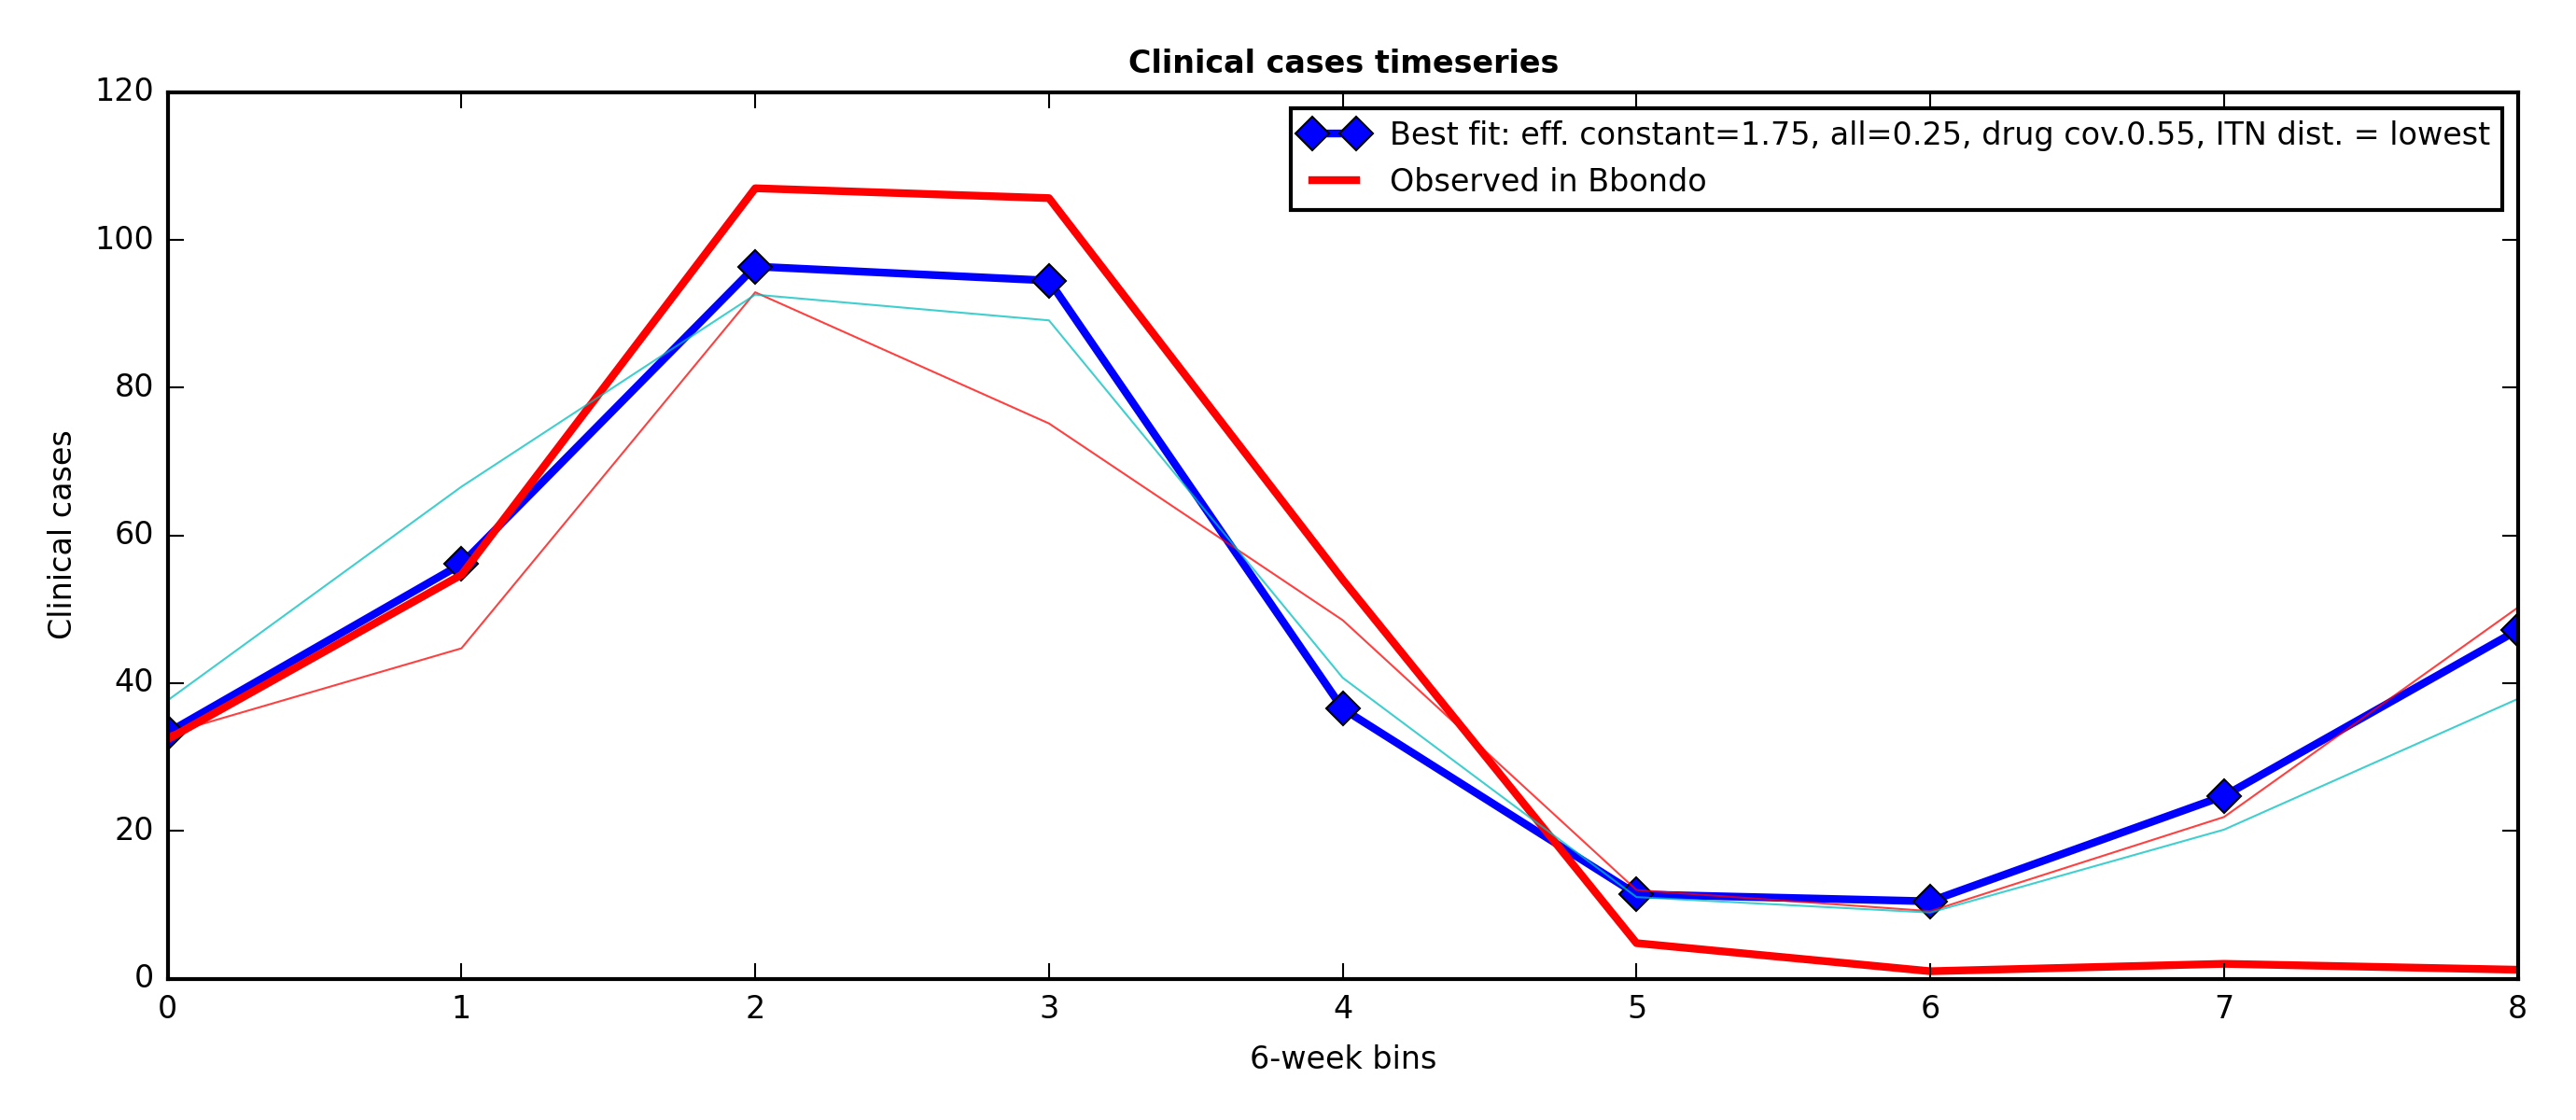 Clinical cases timeseries
120
100
80
60
40
20
0
Clinical cases
Best fit: eff. constant=1.75, all=0.25, drug cov.0.55, ITN dist. = lowest
Observed in Bbondo
0 1 2 3 4 5 6 7 8
6-week bins